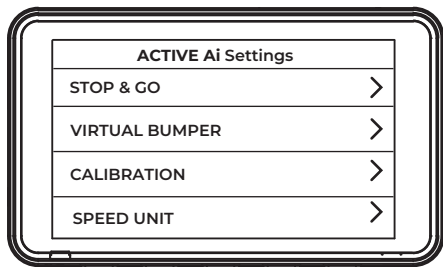 ACTIVE Ai Settings
STOP & GO
VIRTUAL BUMPER
CALIBRATION
SPEED UNIT